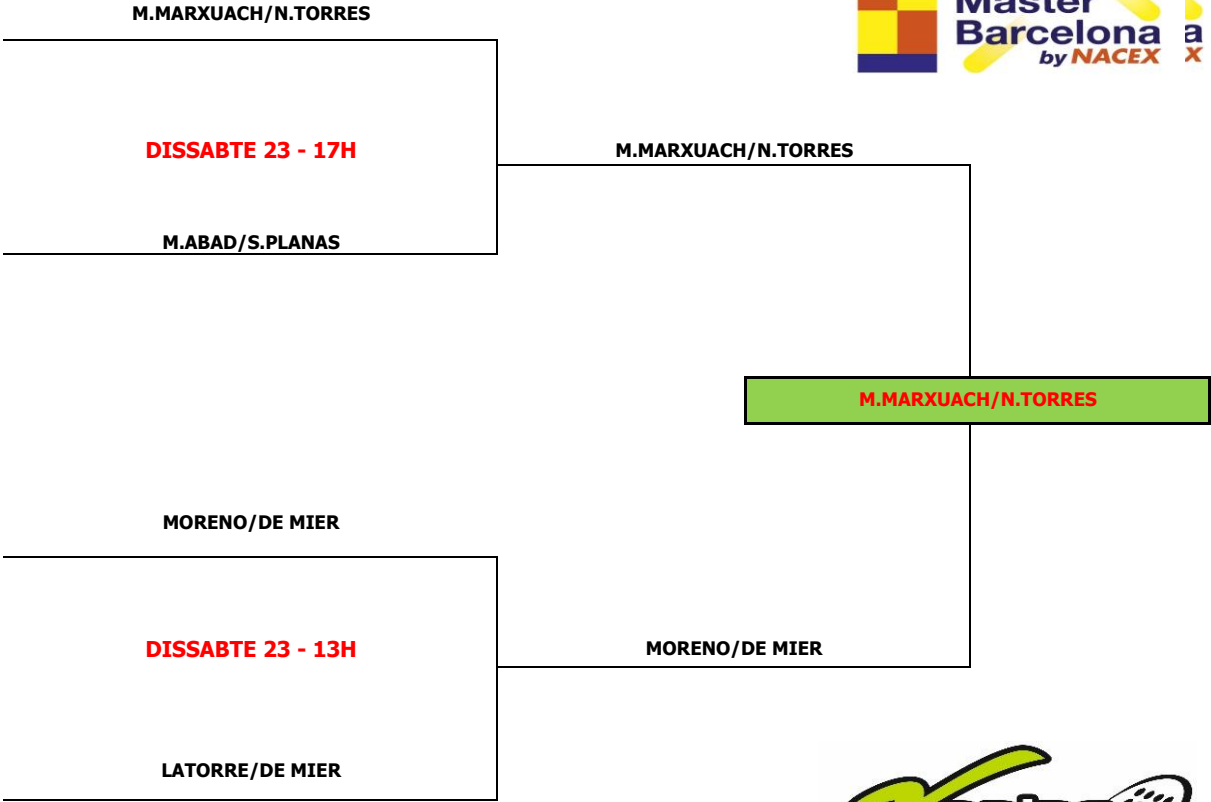 M.MARXUACH/N.TORRES
Master
Barcelona a
by NACEX X
DISSABTE 23 - 17H
M.MARXUACH/N.TORRES
M.ABAD/S.PLANAS
M.MARXUACH/N.TORRES
MORENO/DE MIER
DISSABTE 23 - 13H
MORENO/DE MIER
LATORRE/DE MIER